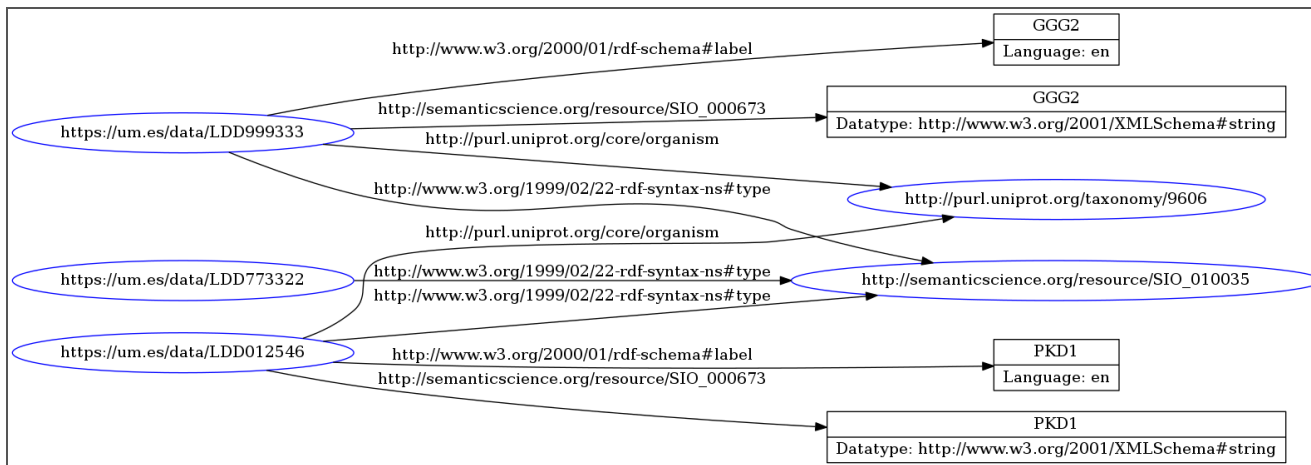 GGG2
Language: en
http://www.w3.org/2000/01/rdf-schema#label
GGG2
Datatype: http://www.w3.org/2001/XMLSchema#string
http://semanticscience.org/resource/SIO_000673
https://um.es/data/LDD999333
http://purl.uniprot.org/core/organism
http://www.w3.org/1999/02/22-rdf-syntax-ns#type
http://purl.uniprot.org/taxonomy/9606
http://purl.uniprot.org/core/organism
https://um.es/data/LDD773322
http://www.w3.org/1999/02/22-rdf-syntax-ns#type
http://semanticscience.org/resource/SIO_010035
http://www.w3.org/1999/02/22-rdf-syntax-ns#type
https://um.es/data/LDD012546
http://www.w3.org/2000/01/rdf-schema#label
PKD1
Language: en
http://semanticscience.org/resource/SIO_000673
PKD1
Datatype: http://www.w3.org/2001/XMLSchema#string